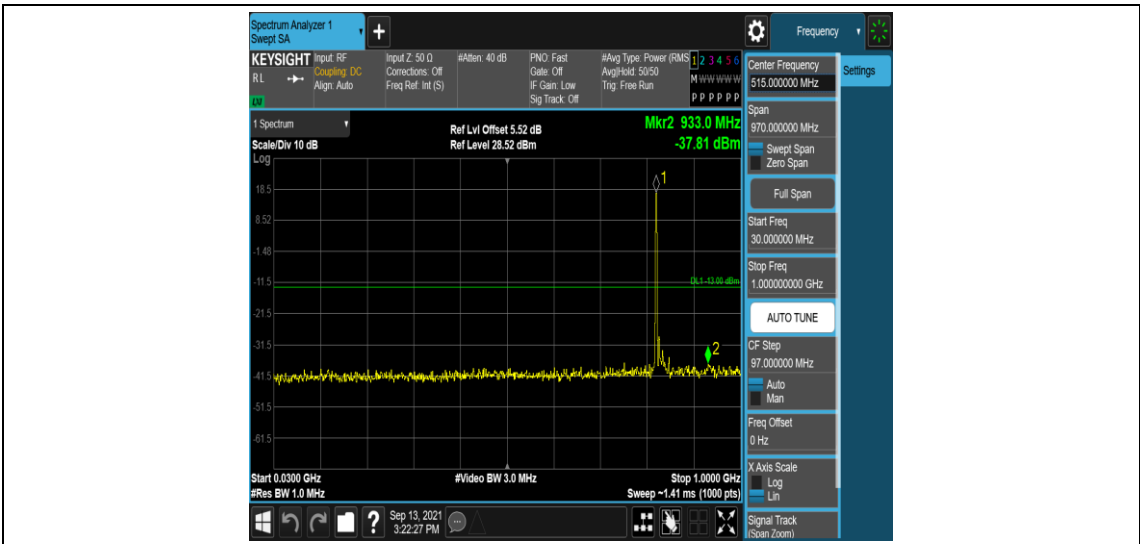 Spectrum Analyzer 1
Swept SA
+
Frequency
KEYSIGHT
RL
LXI
Input: RF
Coupling: DC
Align: Auto
Input Z: 50 Ω
Corrections: Off
Freq Ref: Int (S)
#Atten: 40 dB
PNO: Fast
Gate: Off
IF Gain: Low
Sig Track: Off
#Avg Type: Power (RMS
Avg|Hold: 50/50
Trig: Free Run
1 2 3 4 5 6
M W W W W W
P P P P P P
1 Spectrum
Scale/Div 10 dB
Log
Ref Lvl Offset 5.52 dB
Ref Level 28.52 dBm
Mkr2 933.0 MHz
-37.81 dBm
1
18.5
8.52
-1.48
-11.5
DL1 -13.00 dBm
-21.5
-31.5
2
-41.5
-51.5
-61.5
Start 0.0300 GHz
#Res BW 1.0 MHz
#Video BW 3.0 MHz
Stop 1.0000 GHz
Sweep ~1.41 ms (1000 pts)
?
Sep 13, 2021
3:22:27 PM
Center Frequency
515.000000 MHz
Settings
Span
970.000000 MHz
Swept Span
Zero Span
Full Span
Start Freq
30.000000 MHz
Stop Freq
1.000000000 GHz
AUTO TUNE
CF Step
97.000000 MHz
Auto
Man
Freq Offset
0 Hz
X Axis Scale
Log
Lin
Signal Track
(Span Zoom)